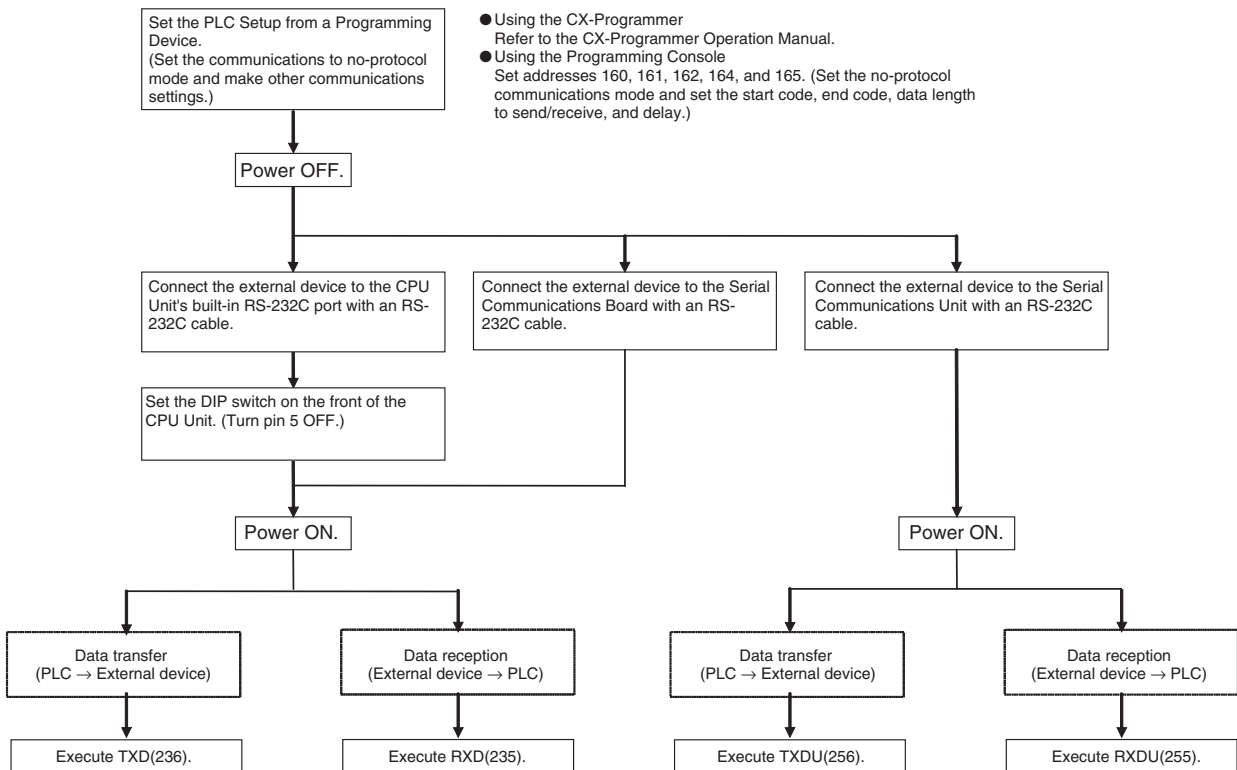 Set the PLC Setup from a Programming
Device.
(Set the communications to no-protocol
mode and make other communications
settings.)
● Using the CX-Programmer
Refer to the CX-Programmer Operation Manual.
● Using the Programming Console
Set addresses 160, 161, 162, 164, and 165. (Set the no-protocol
communications mode and set the start code, end code, data length
to send/receive, and delay.)
Power OFF.
Connect the external device to the CPU
Unit's built-in RS-232C port with an RS-
232C cable.
Connect the external device to the Serial
Communications Board with an RS-
232C cable.
Connect the external device to the Serial
Communications Unit with an RS-232C
cable.
Set the DIP switch on the front of the
CPU Unit. (Turn pin 5 OFF.)
Power ON.
Power ON.
Data transfer
(PLC → External device)
Data reception
(External device → PLC)
Data transfer
(PLC → External device)
Data reception
(External device → PLC)
Execute TXD(236).
Execute RXD(235).
Execute TXDU(256).
Execute RXDU(255).